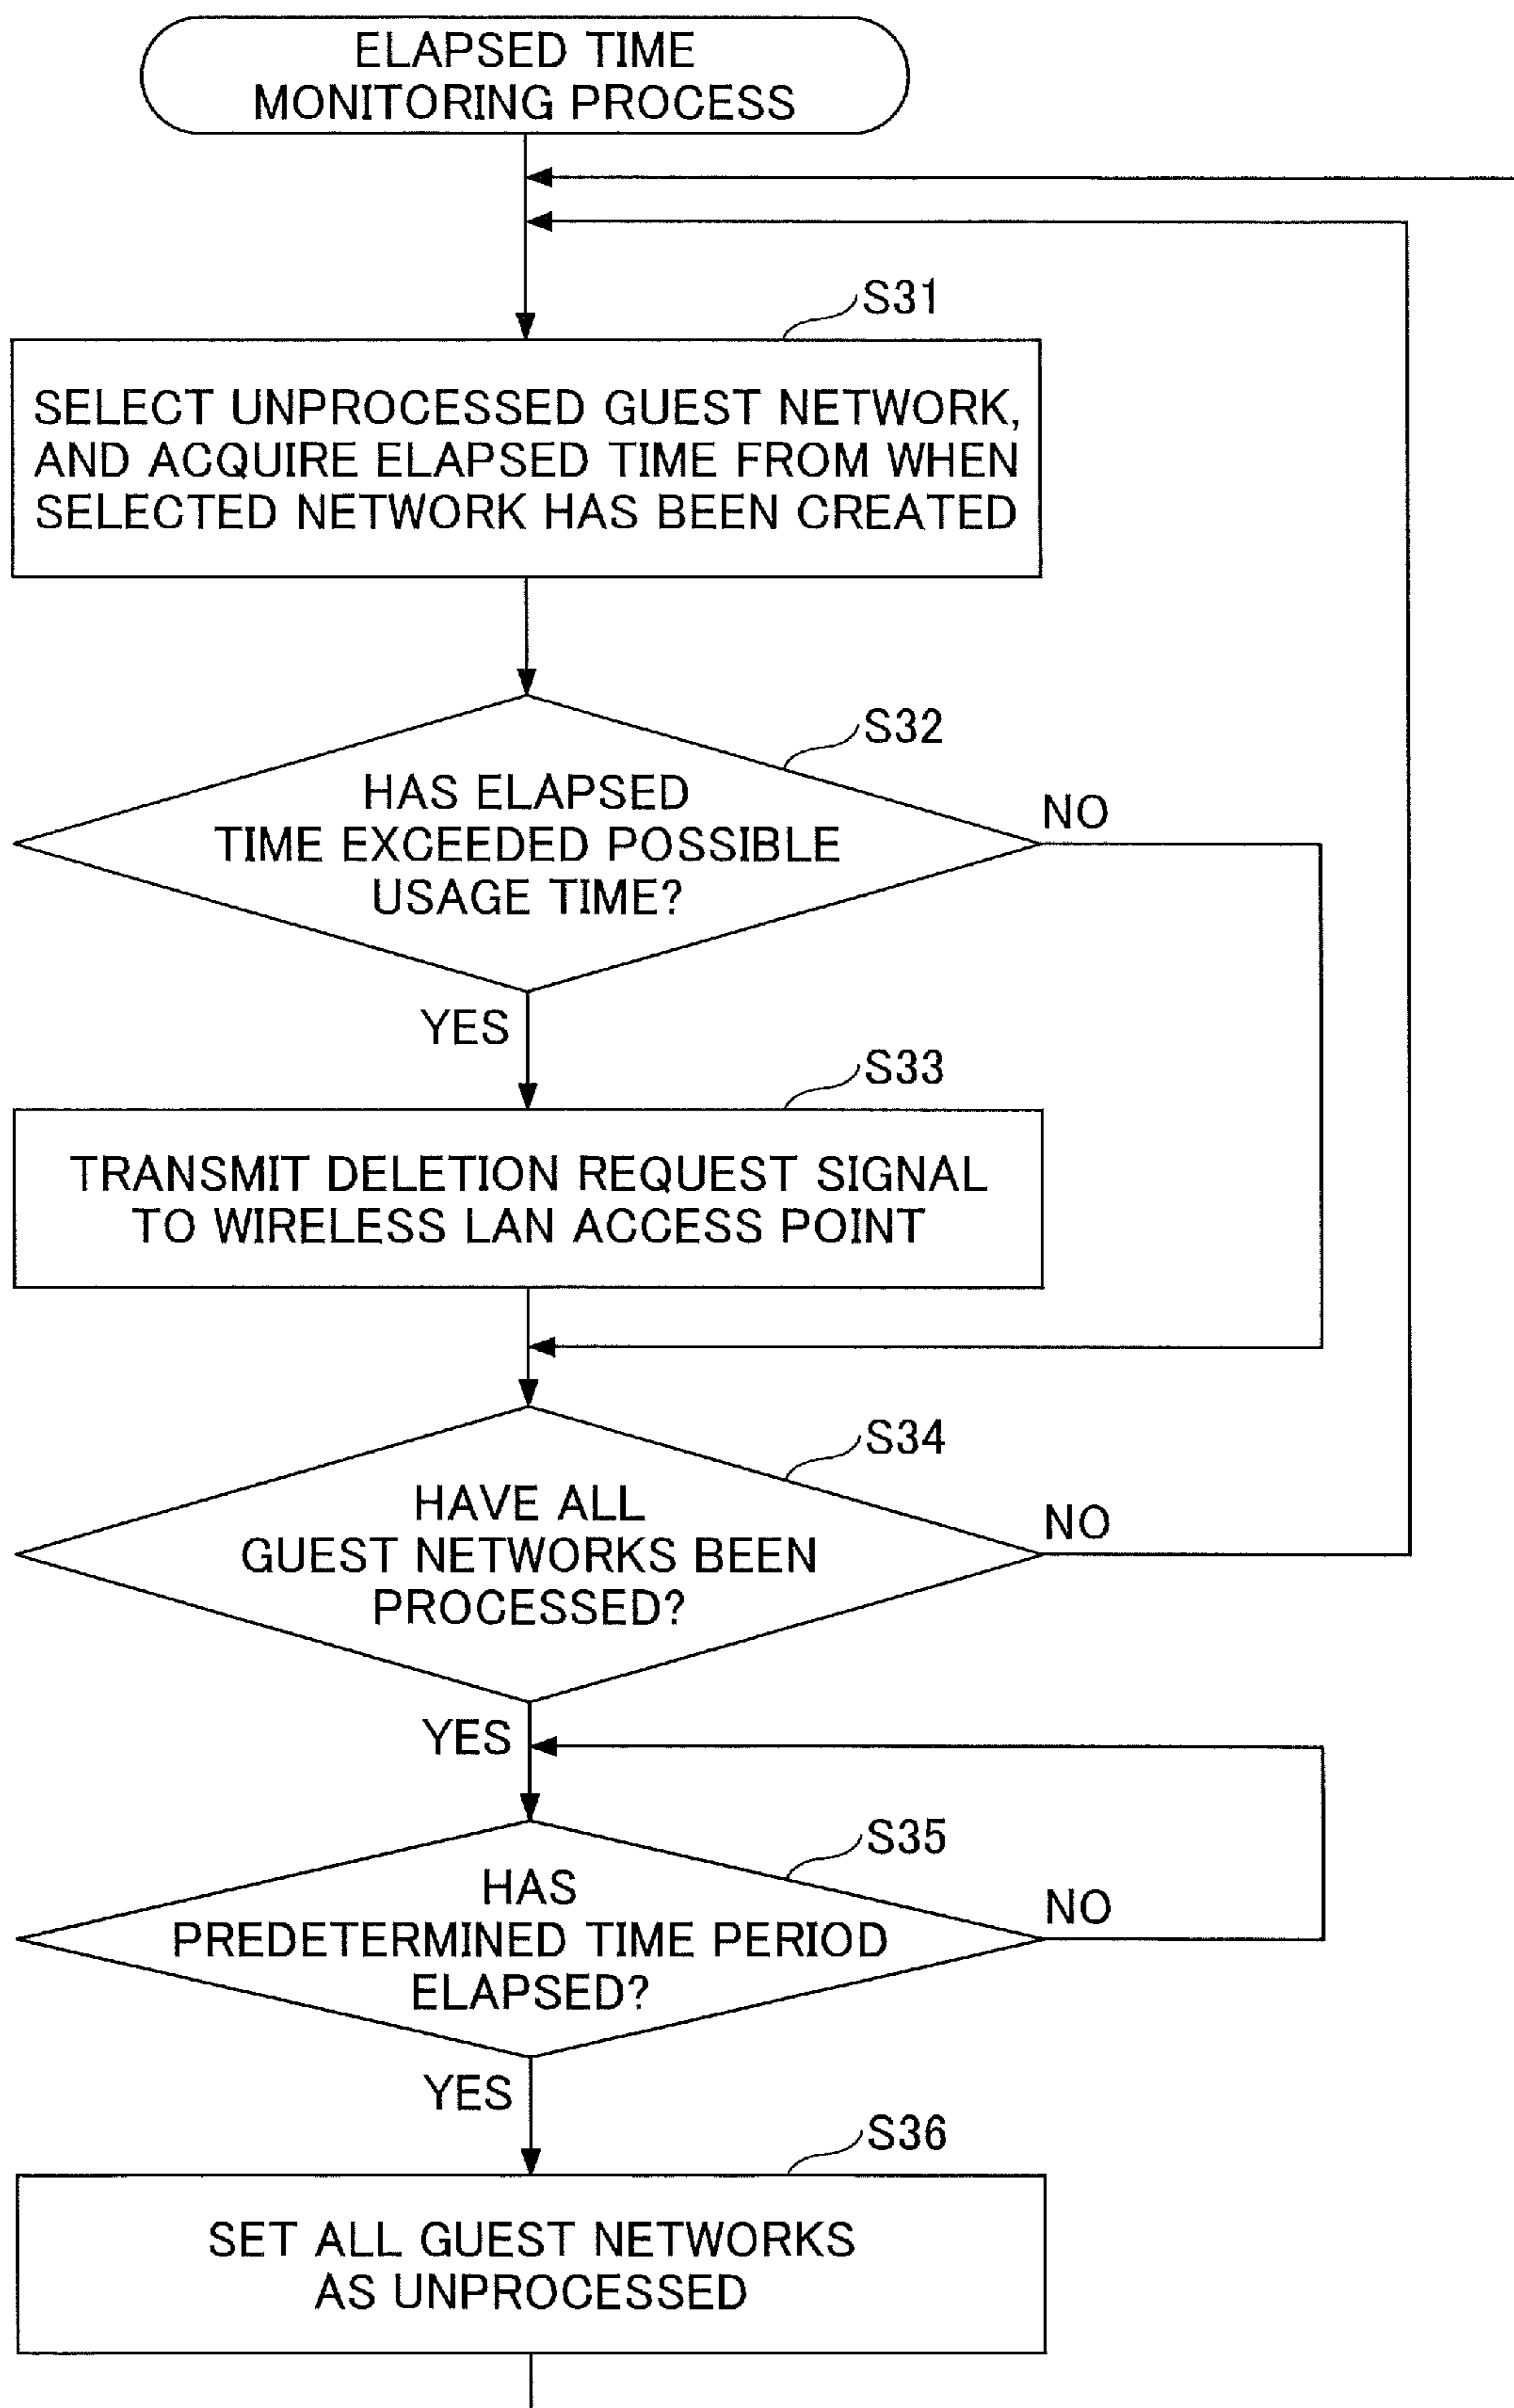 ELAPSED TIME
MONITORING PROCESS
S31
SELECT UNPROCESSED GUEST NETWORK,
AND ACQUIRE ELAPSED TIME FROM WHEN
SELECTED NETWORK HAS BEEN CREATED
S32
HAS ELAPSED
TIME EXCEEDED POSSIBLE
USAGE TIME?
NO
YES
S33
TRANSMIT DELETION REQUEST SIGNAL
TO WIRELESS LAN ACCESS POINT
S34
HAVE ALL
GUEST NETWORKS BEEN
PROCESSED?
NO
YES
S35
HAS
PREDETERMINED TIME PERIOD
ELAPSED?
NO
YES
S36
SET ALL GUEST NETWORKS
AS UNPROCESSED